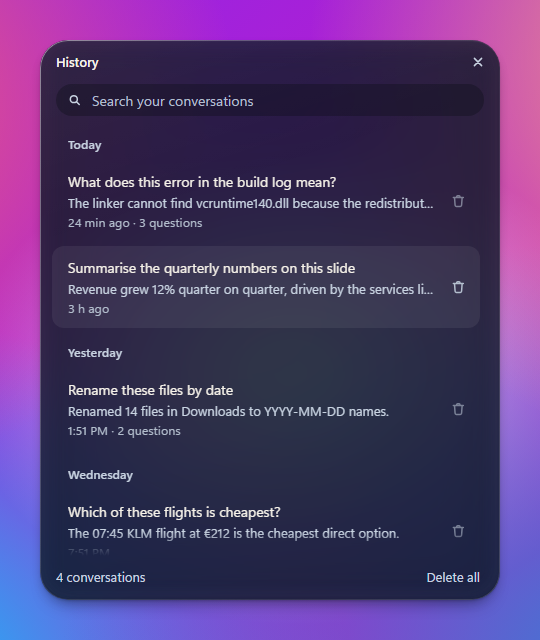 History
Search your conversations
Today
What does this error in the build log mean?
The linker cannot find vcruntime140.dll because the redistribut...
24 min ago · 3 questions
Summarise the quarterly numbers on this slide
Revenue grew 12% quarter on quarter, driven by the services li...
3 h ago
Yesterday
Rename these files by date
Renamed 14 files in Downloads to YYYY-MM-DD names.
1:51 PM · 2 questions
Wednesday
Which of these flights is cheapest?
The 07:45 KLM flight at €212 is the cheapest direct option.
7:51 PM
4 conversations
Delete all